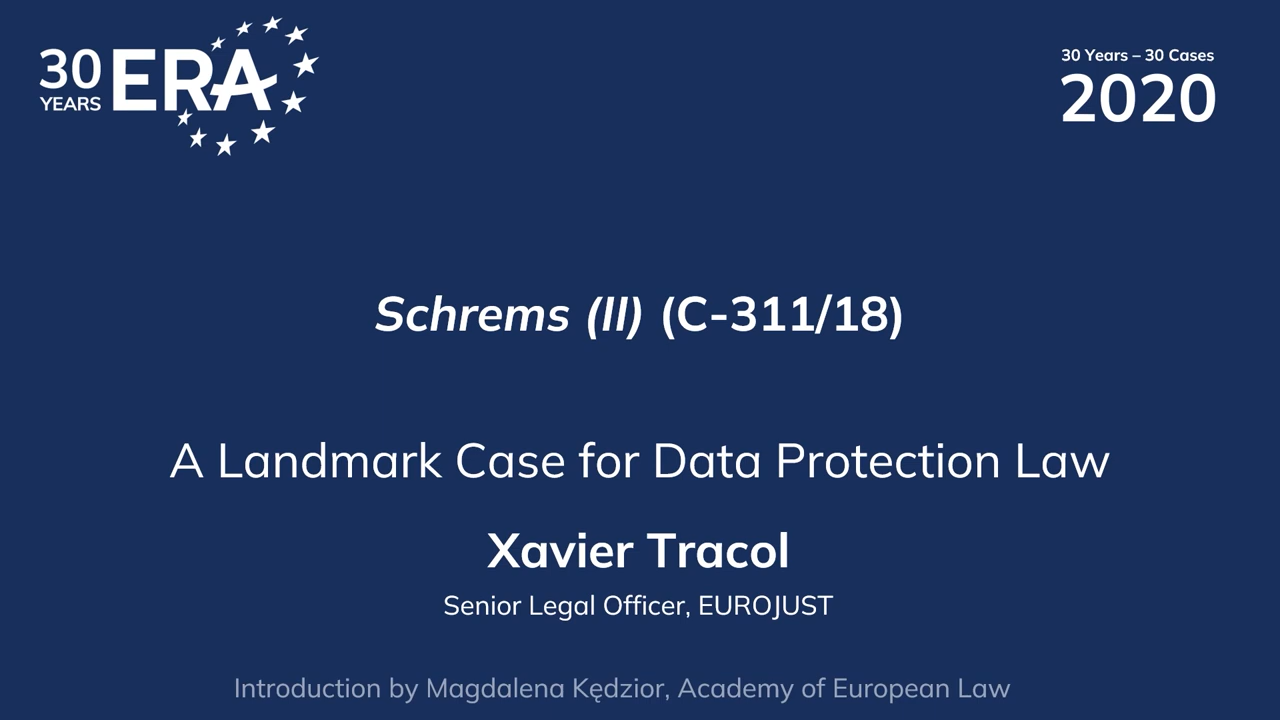 30 YEARS ERA
30 Years – 30 Cases
2020
Schrems (II) (C-311/18)
A Landmark Case for Data Protection Law
Xavier Tracol
Senior Legal Officer, EUROJUST
Introduction by Magdalena Kędzior, Academy of European Law